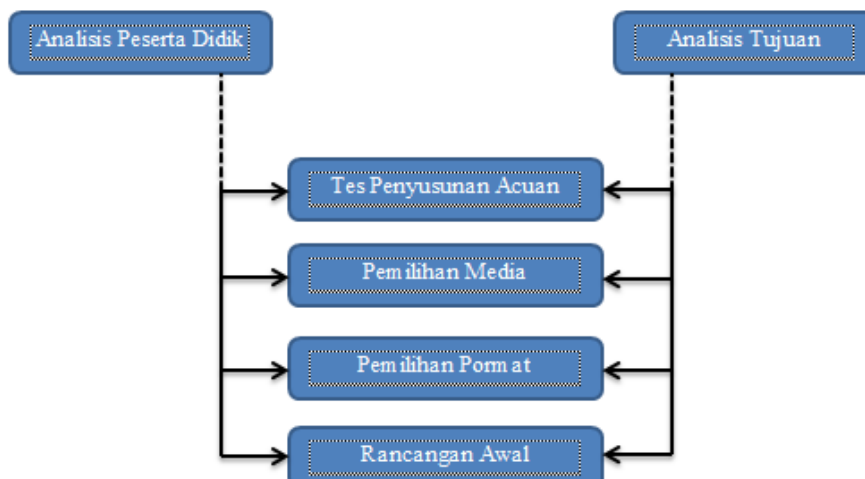 Analisis Peserta Didik
Analisis Tujuan
Tes Penyusunan Acuan
Pemilihan Media
Pemilihan Pormat
Rancangan Awal